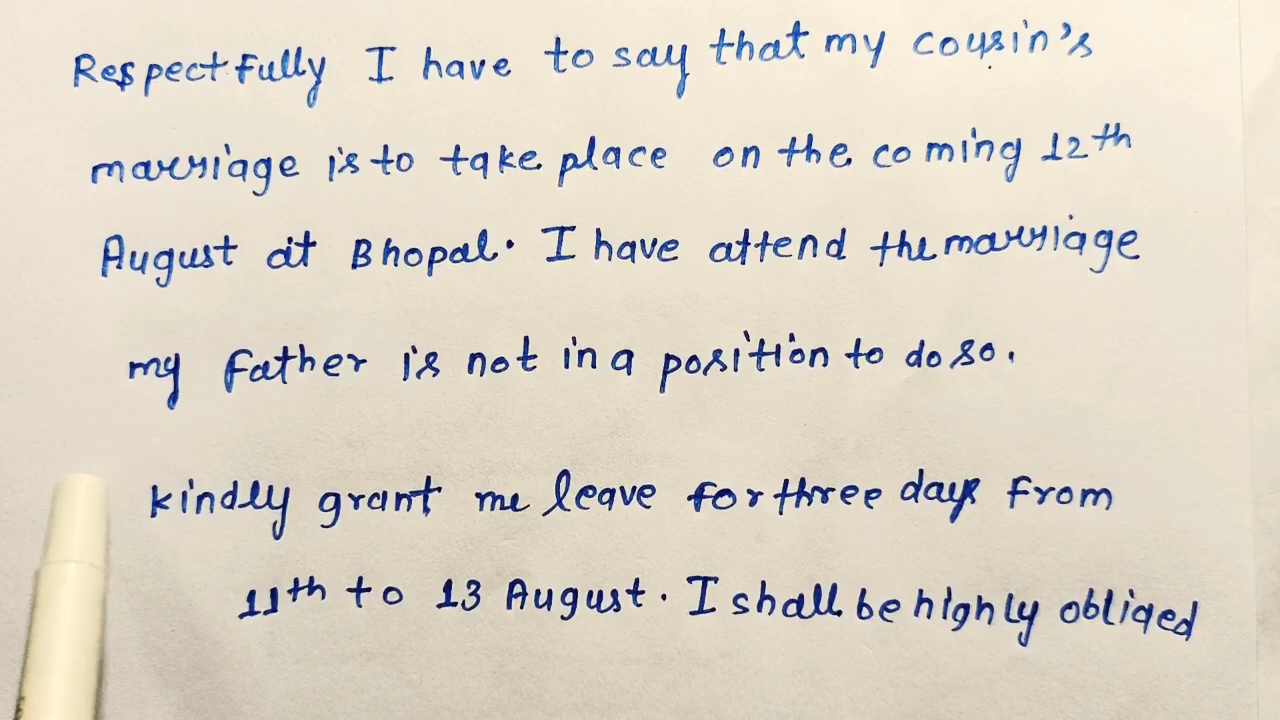 Respectfully I have to say that my cousin's
marriage is to take place on the coming 12th
August at Bhopal. I have attend the marriage
my Father is not in a position to do so.
kindly grant me leave for three days From
11th to 13 August. I shall be highly obliged